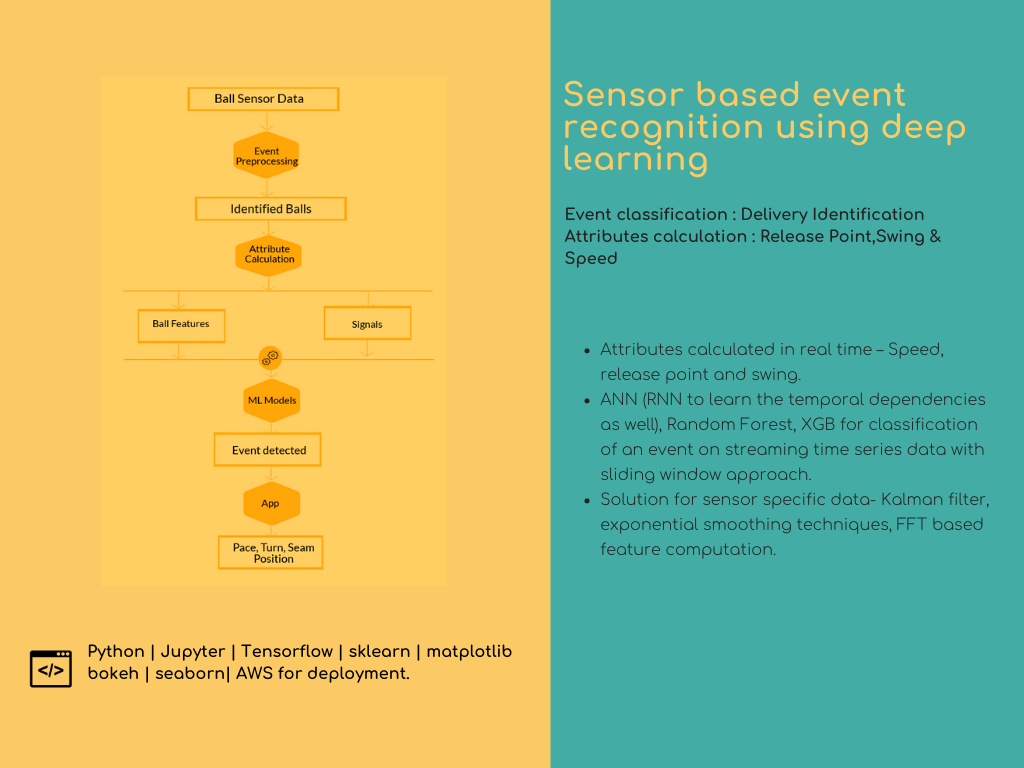 Ball Sensor Data
Event
Preprocessing
Identified Balls
Attribute
Calculation
Ball Features
Signals
ML Models
Event detected
App
Pace, Turn, Seam
Position
Python | Jupyter | Tensorflow | sklearn | matplotlib
bokeh | seaborn| AWS for deployment.
</>
Sensor based event
recognition using deep
learning
Event classification : Delivery Identification
Attributes calculation : Release Point,Swing &
Speed
• Attributes calculated in real time – Speed,
release point and swing.
• ANN (RNN to learn the temporal dependencies
as well), Random Forest, XGB for classification
of an event on streaming time series data with
sliding window approach.
• Solution for sensor specific data- Kalman filter,
exponential smoothing techniques, FFT based
feature computation.